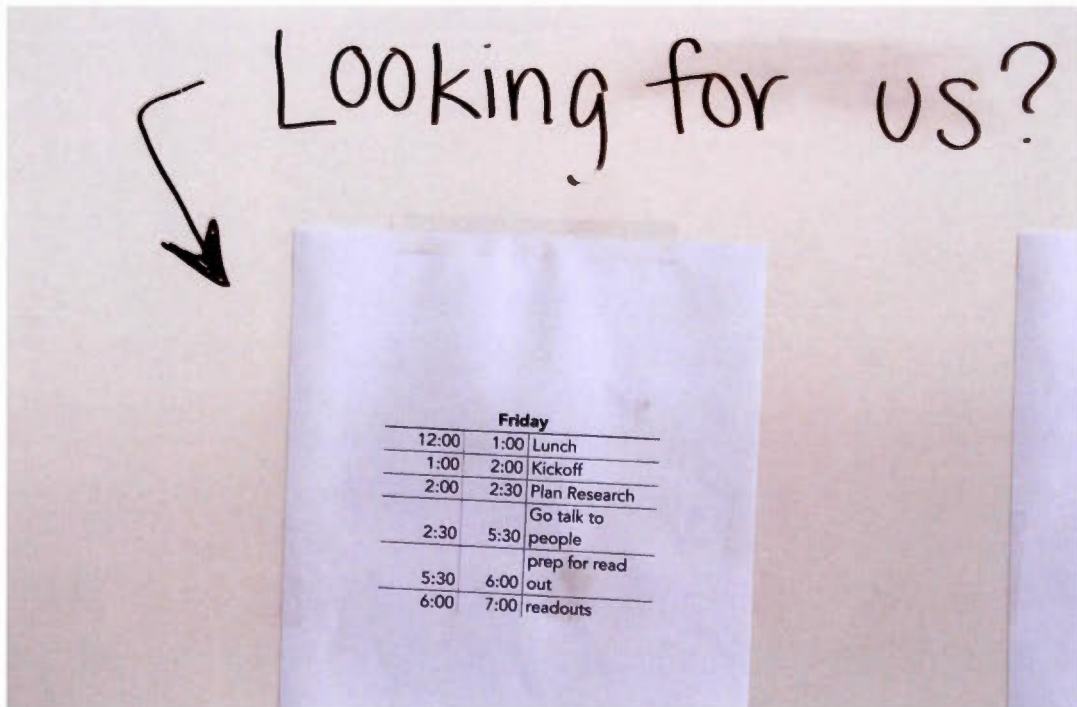 Looking for us?
Friday
12:00 1:00 Lunch
1:00 2:00 Kickoff
2:00 2:30 Plan Research
Go talk to
2:30 5:30 people
prep for read
5:30 6:00 out
6:00 7:00 readouts